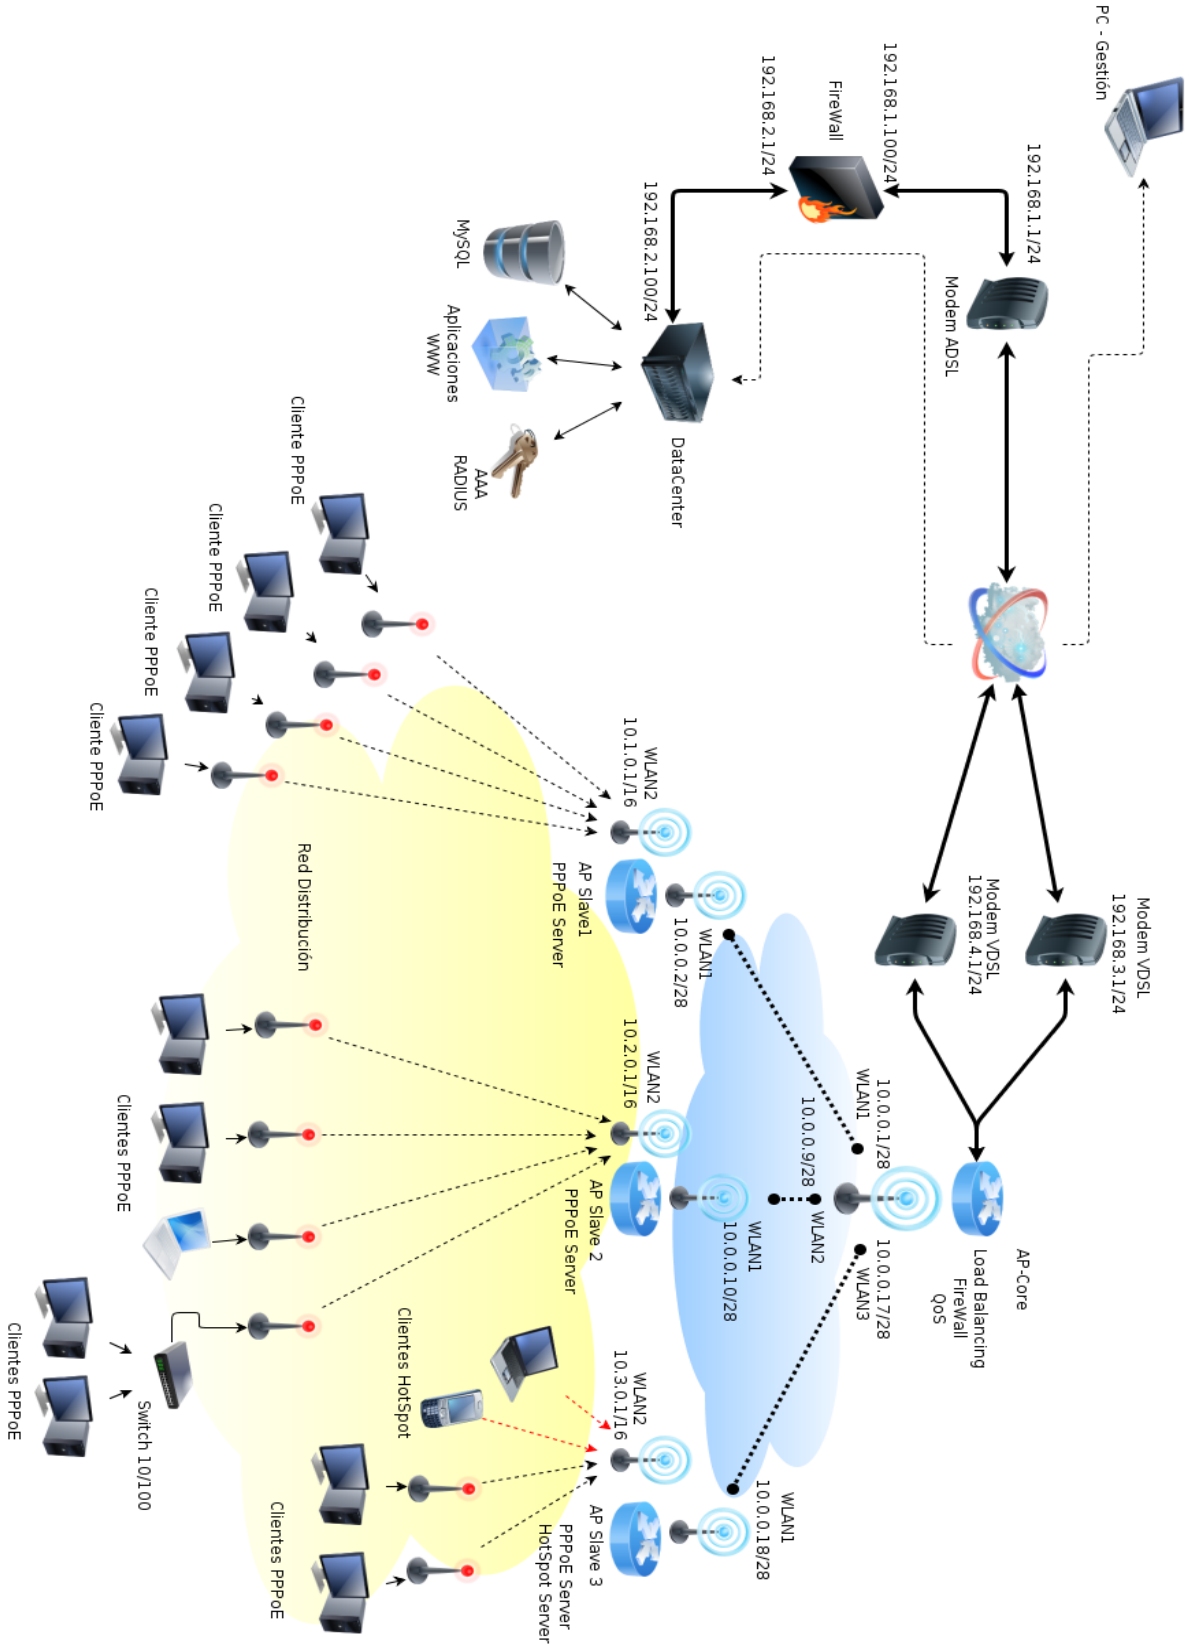 PC - Gestión
192.168.1.1/24
Modem ADSL
192.168.1.100/24
FireWall
192.168.2.1/24
192.168.2.100/24
DataCenter
MySQL
Aplicaciones
WWW
AAA
RADIUS
Modem VDSL
192.168.3.1/24
Modem VDSL
192.168.4.1/24
AP-Core
Load Balancing
FireWall
QoS
10.0.0.1/28
WLAN1
10.0.0.9/28
WLAN2
10.0.0.17/28
WLAN3
WLAN1
10.0.0.2/28
WLAN1
10.0.0.10/28
WLAN1
10.0.0.18/28
WLAN2
10.1.0.1/16
AP Slave1
PPPoE Server
WLAN2
10.2.0.1/16
AP Slave 2
PPPoE Server
WLAN2
10.3.0.1/16
AP Slave 3
PPPoE Server
HotSpot Server
Cliente PPPoE
Cliente PPPoE
Cliente PPPoE
Cliente PPPoE
Red Distribución
Clientes PPPoE
Clientes HotSpot
Clientes PPPoE
Switch 10/100
Clientes PPPoE